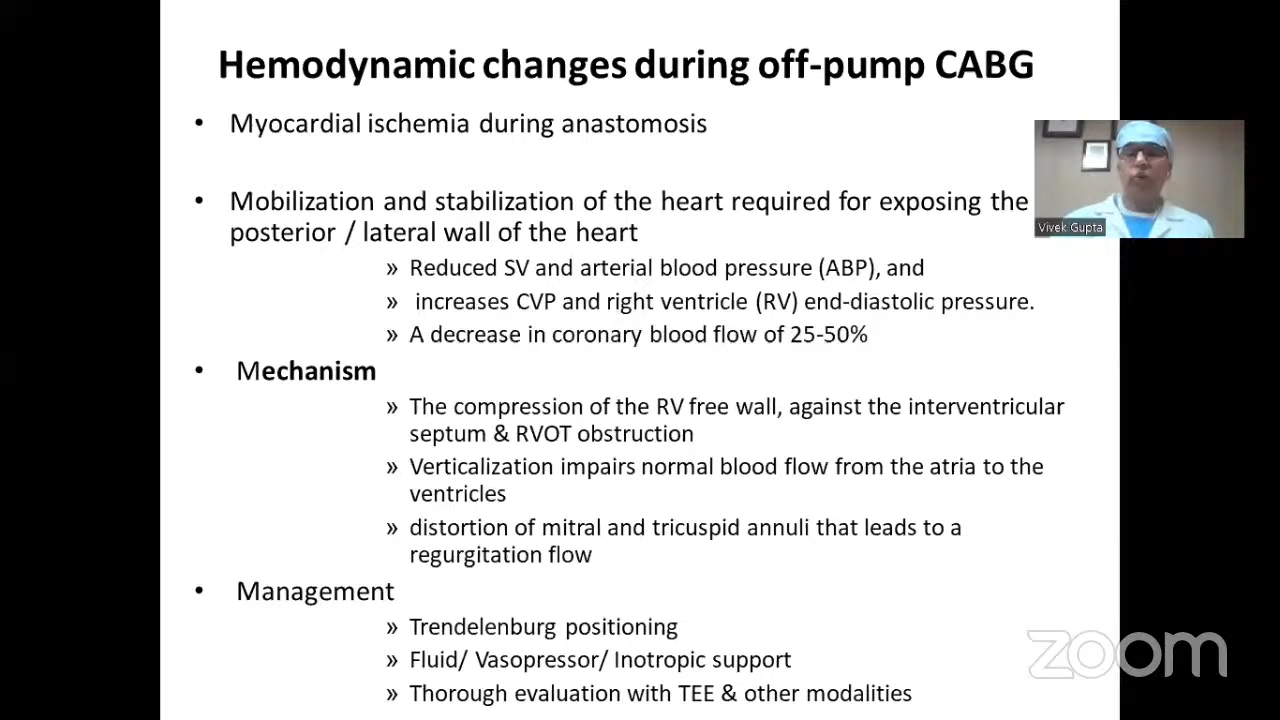 Hemodynamic changes during off-pump CABG
• Myocardial ischemia during anastomosis
• Mobilization and stabilization of the heart required for exposing the
posterior / lateral wall of the heart
» Reduced SV and arterial blood pressure (ABP), and
» increases CVP and right ventricle (RV) end-diastolic pressure.
» A decrease in coronary blood flow of 25-50%
• Mechanism
» The compression of the RV free wall, against the interventricular
septum & RVOT obstruction
» Verticalization impairs normal blood flow from the atria to the
ventricles
» distortion of mitral and tricuspid annuli that leads to a
regurgitation flow
• Management
» Trendelenburg positioning
» Fluid/ Vasopressor/ Inotropic support
» Thorough evaluation with TEE & other modalities
Vivek Gupta
zoom